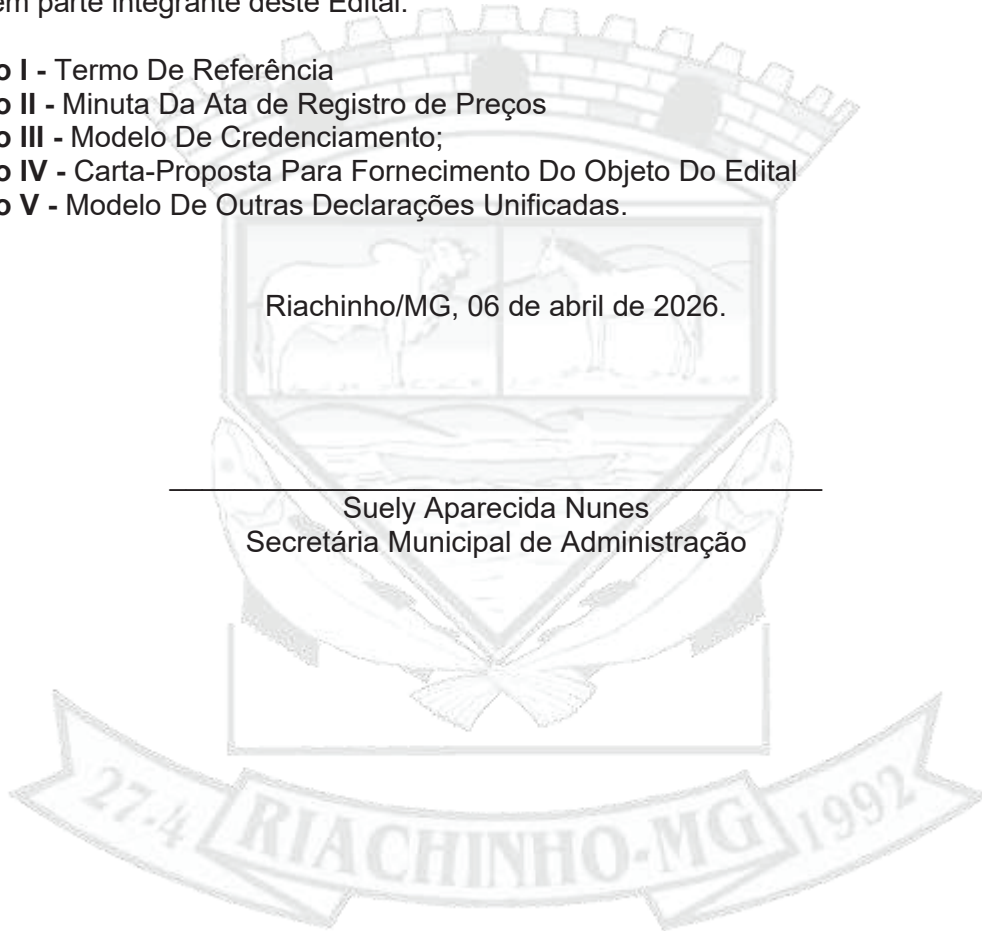 em parte integrante deste Edital.
o I - Termo De Referência
o II - Minuta Da Ata de Registro de Preços
o III - Modelo De Credenciamento;
o IV - Carta-Proposta Para Fornecimento Do Objeto Do Edital
o V - Modelo De Outras Declarações Unificadas.
Riachinho/MG, 06 de abril de 2026.
Suely Aparecida Nunes
Secretária Municipal de Administração
27.4 RIACHINHO-MG 1992